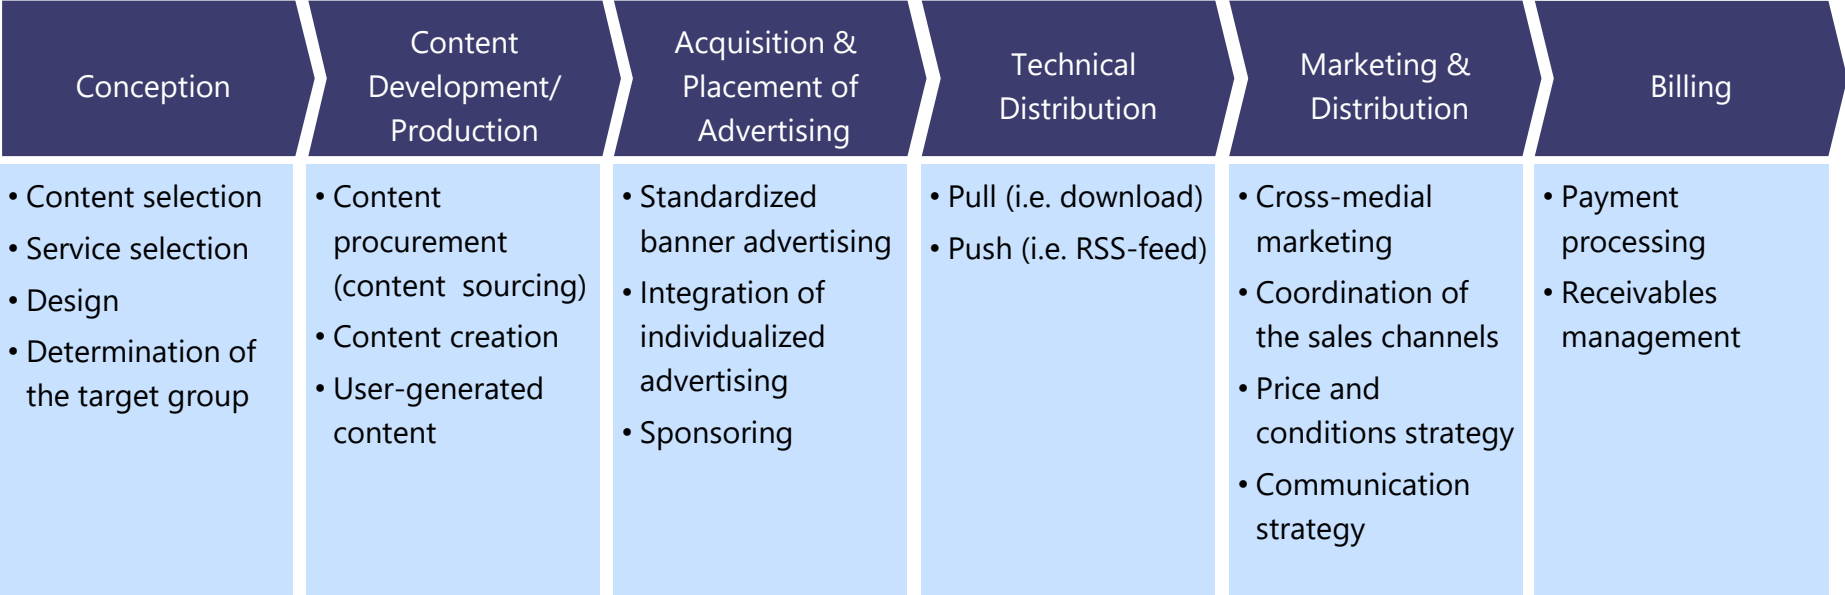 Conception
Content
Development/
Production
Acquisition &
Placement of
Advertising
Technical
Distribution
Marketing &
Distribution
Billing
• Content selection
• Service selection
• Design
• Determination of
the target group
• Content
procurement
(content sourcing)
• Content creation
• User-generated
content
• Standardized
banner advertising
• Integration of
individualized
advertising
• Sponsoring
• Pull (i.e. download)
• Push (i.e. RSS-feed)
• Cross-medial
marketing
• Coordination of
the sales channels
• Price and
conditions strategy
• Communication
strategy
• Payment
processing
• Receivables
management